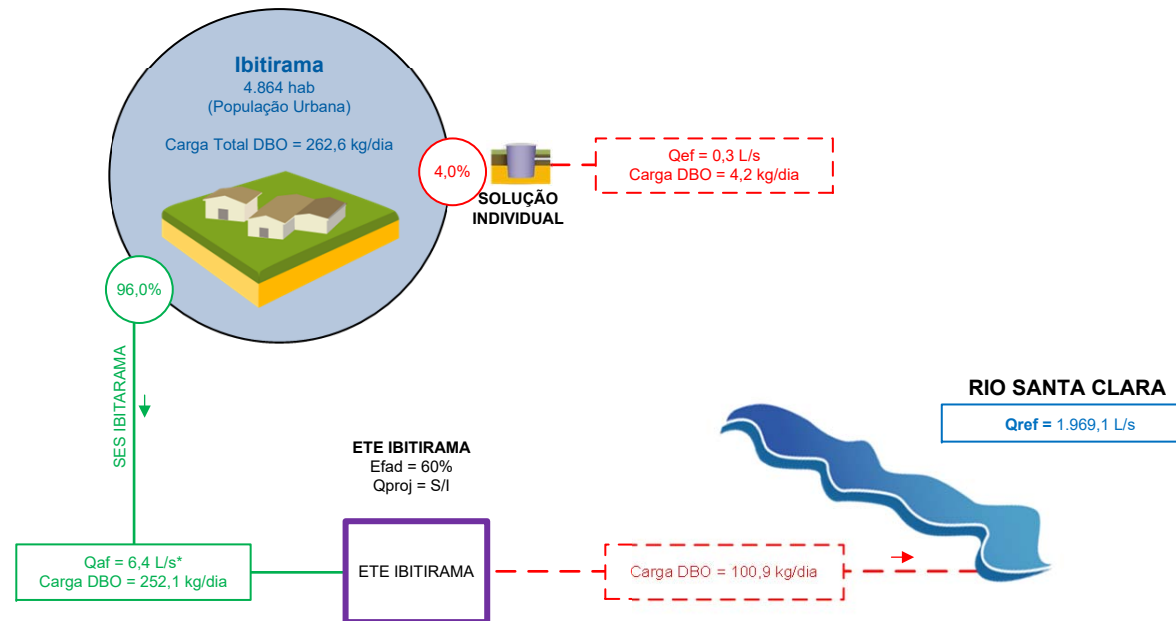 Ibitirama
4.864 hab
(População Urbana)
Carga Total DBO = 262,6 kg/dia
4,0%
SOLUÇÃO
INDIVIDUAL
Qef = 0,3 L/s
Carga DBO = 4,2 kg/dia
96,0%
SES IBITARAMA
RIO SANTA CLARA
Qref = 1.969,1 L/s
ETE IBITIRAMA
Efad = 60%
Qproj = S/I
Qaf = 6,4 L/s*
Carga DBO = 252,1 kg/dia
ETE IBITIRAMA
Carga DBO = 100,9 kg/dia